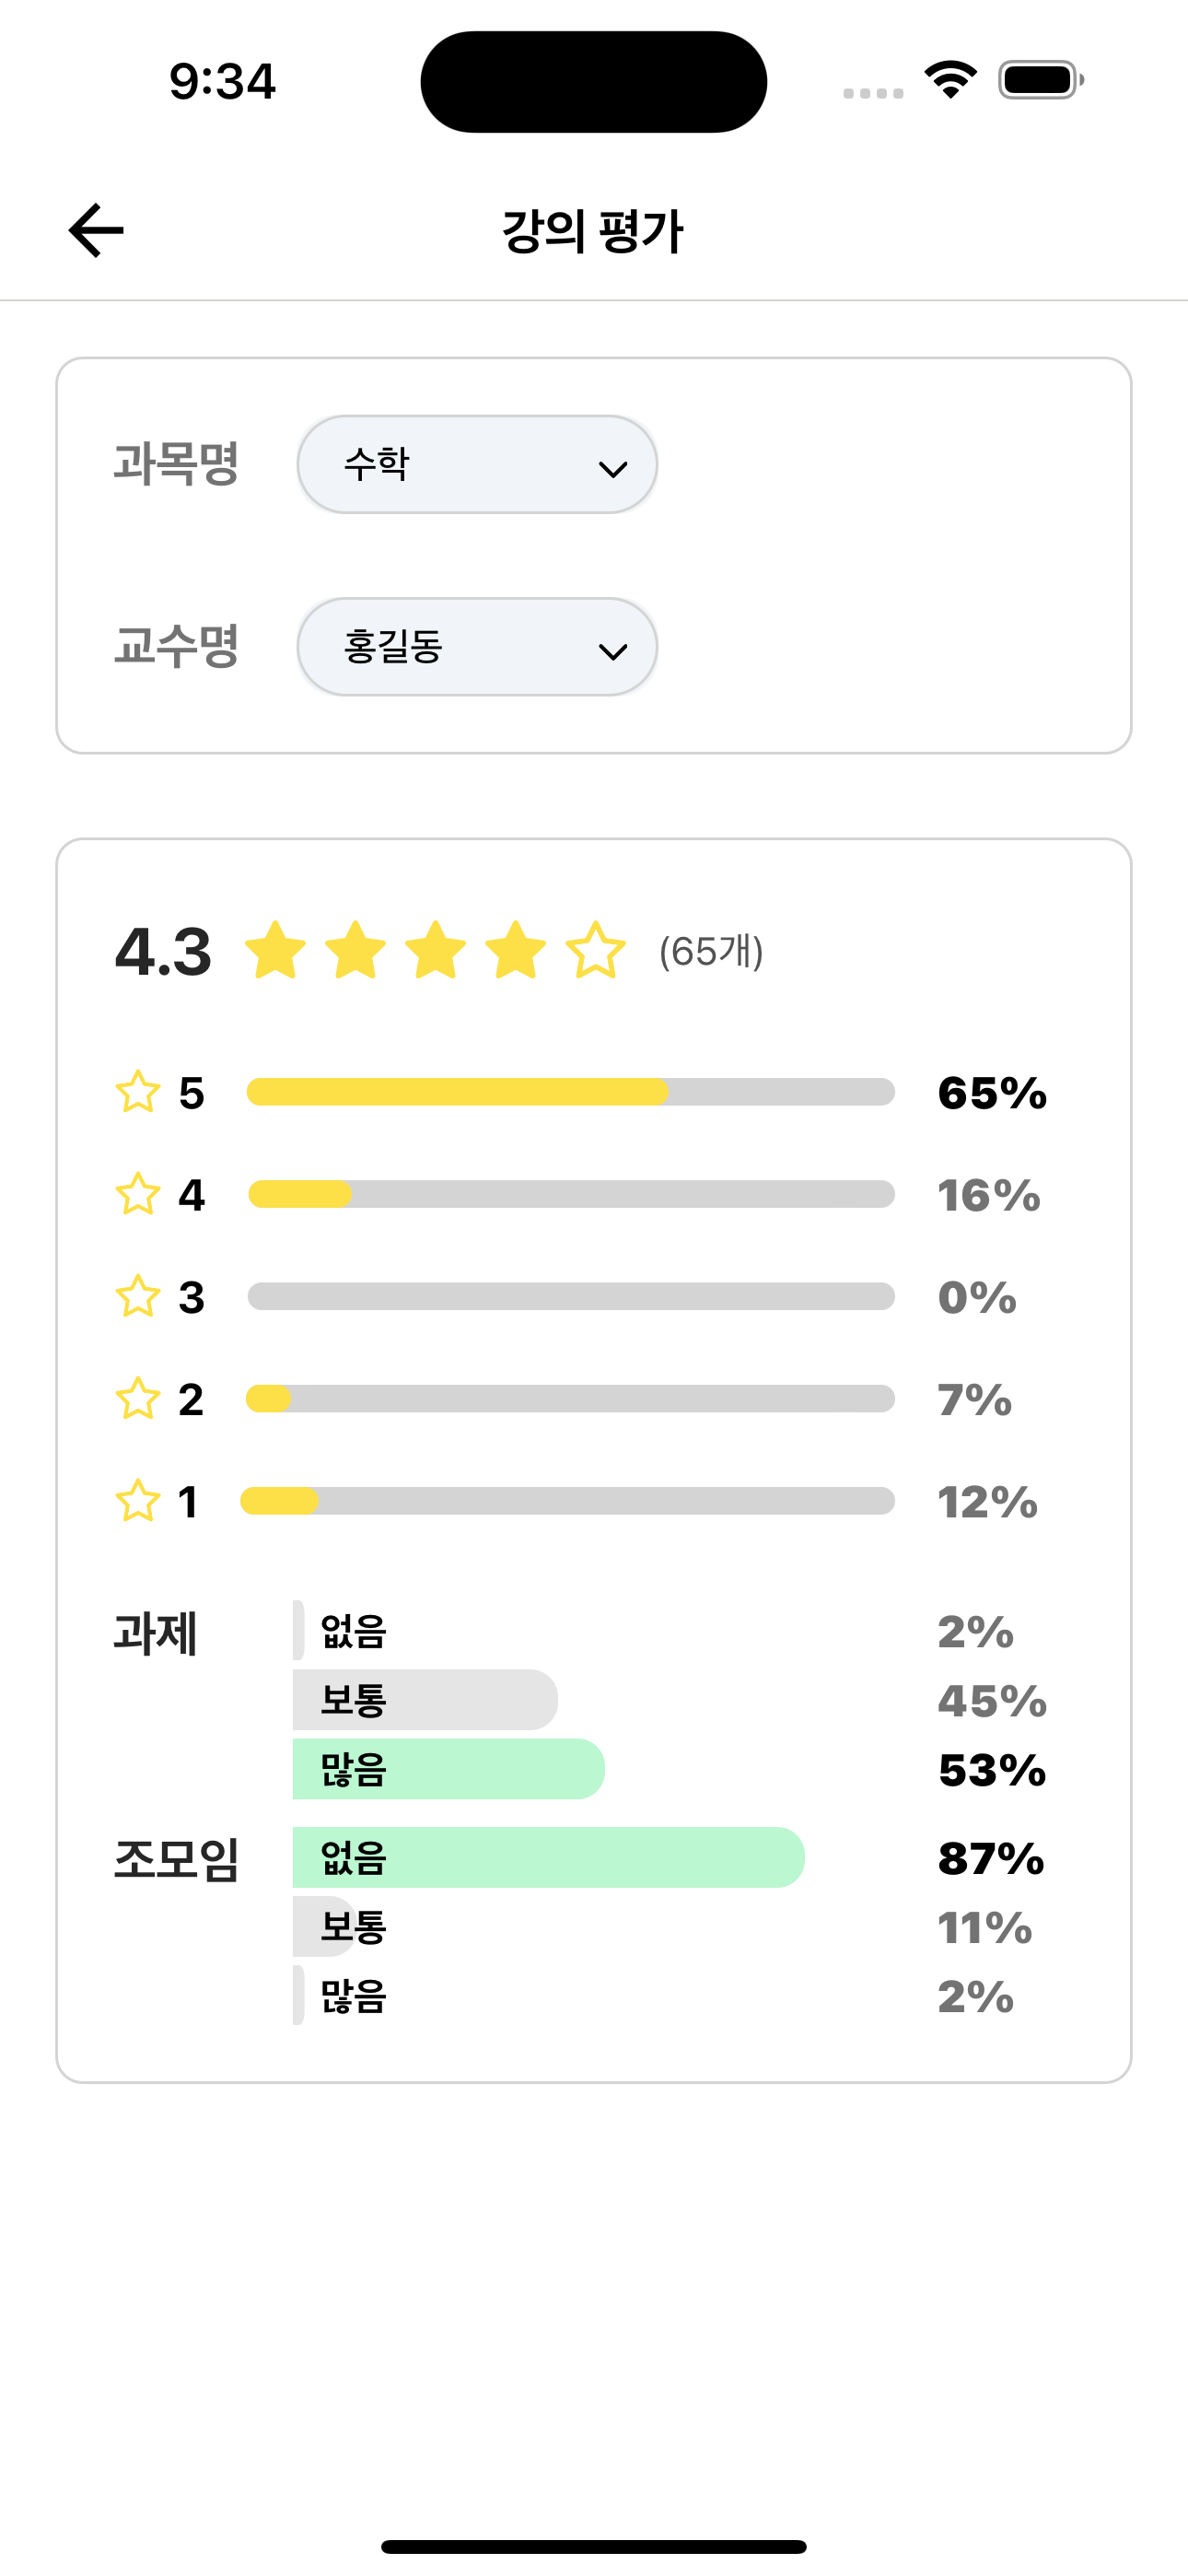 9:34
강의 평가
과목명 수학
교수명 홍길동
4.3 (65개)
5 65%
4 16%
3 0%
2 7%
1 12%
과제 없음 2%
보통 45%
많음 53%
조모임 없음 87%
보통 11%
많음 2%